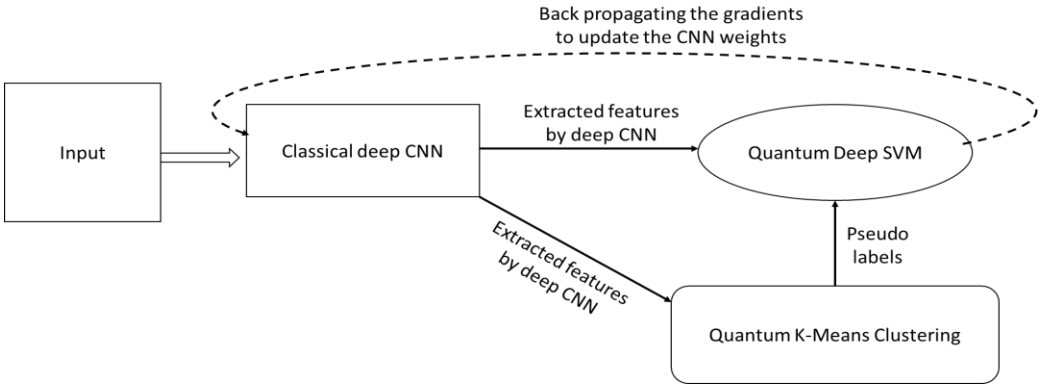 Back propagating the gradients
to update the CNN weights
Input
Classical deep CNN
Extracted features
by deep CNN
Quantum Deep SVM
Extracted features
by deep CNN
Pseudo
labels
Quantum K-Means Clustering